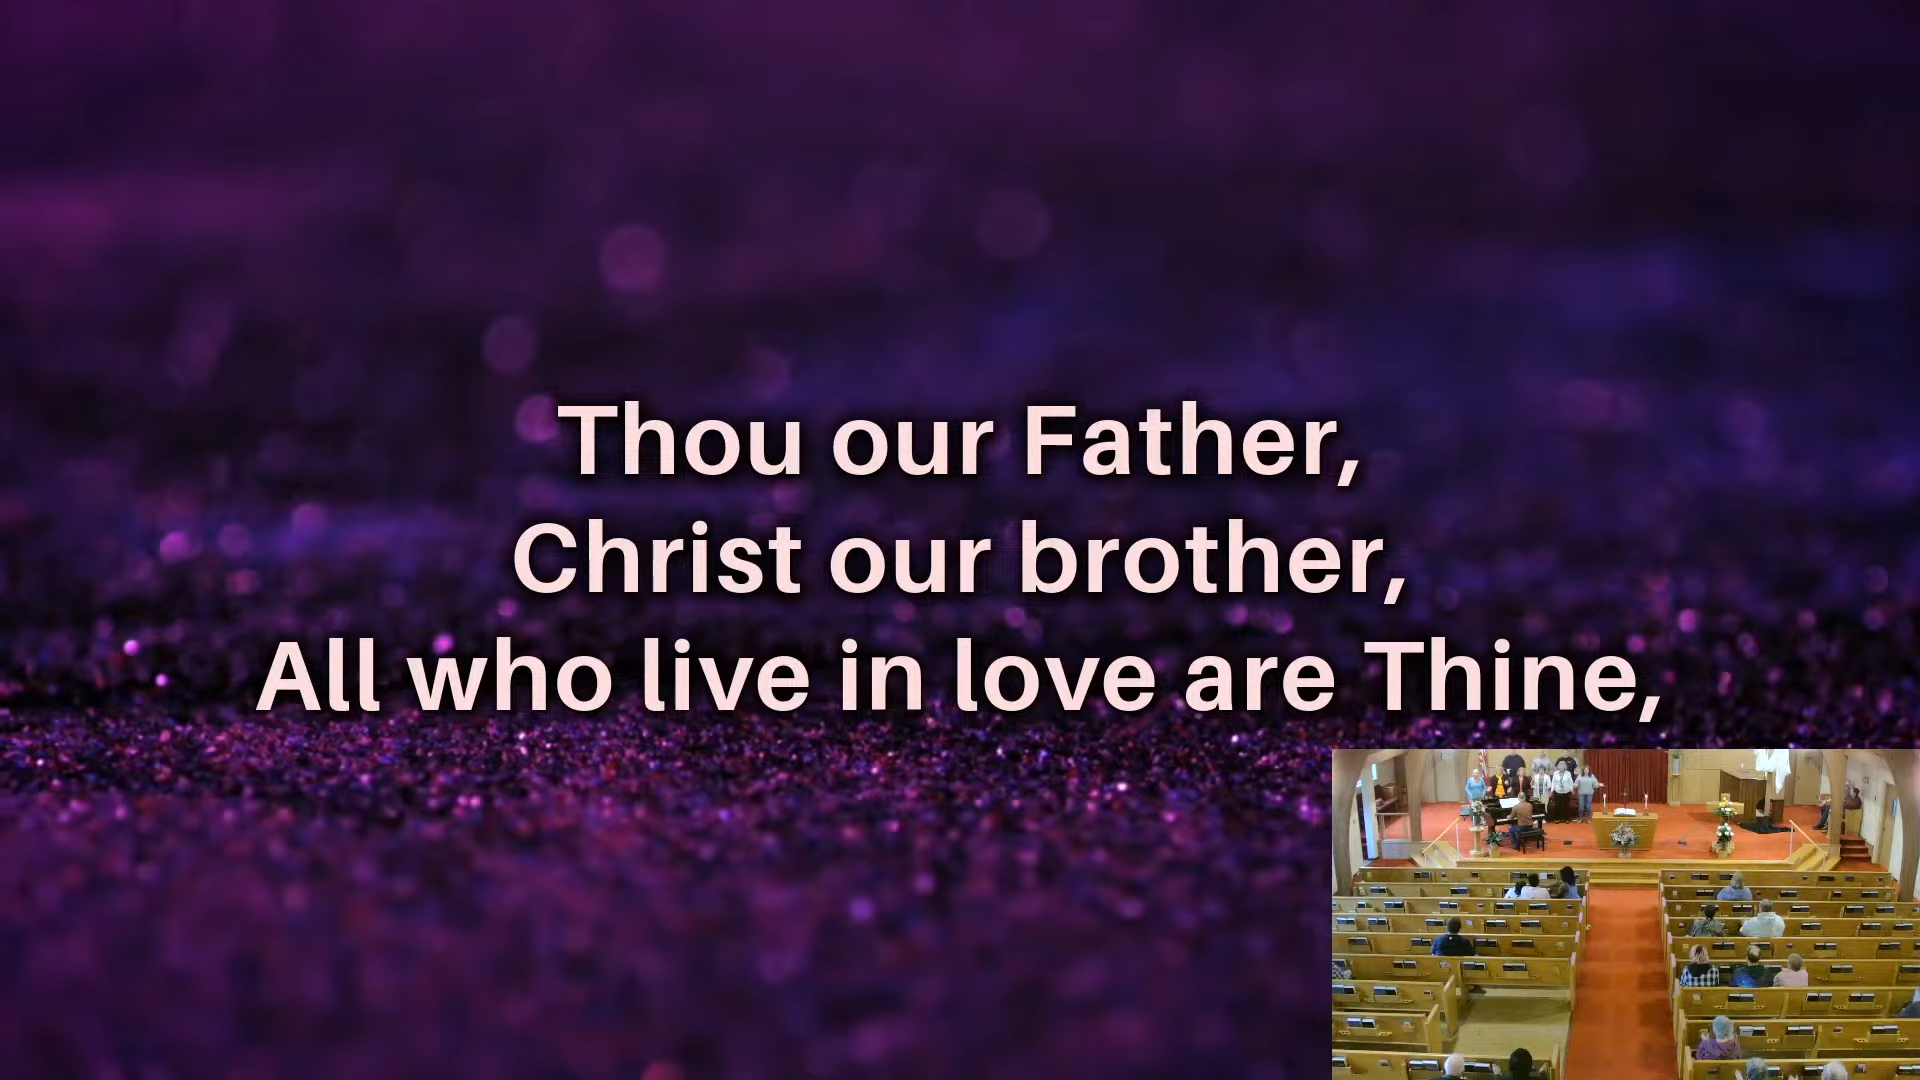 Thou our Father,
Christ our brother,
All who live in love are Thine,